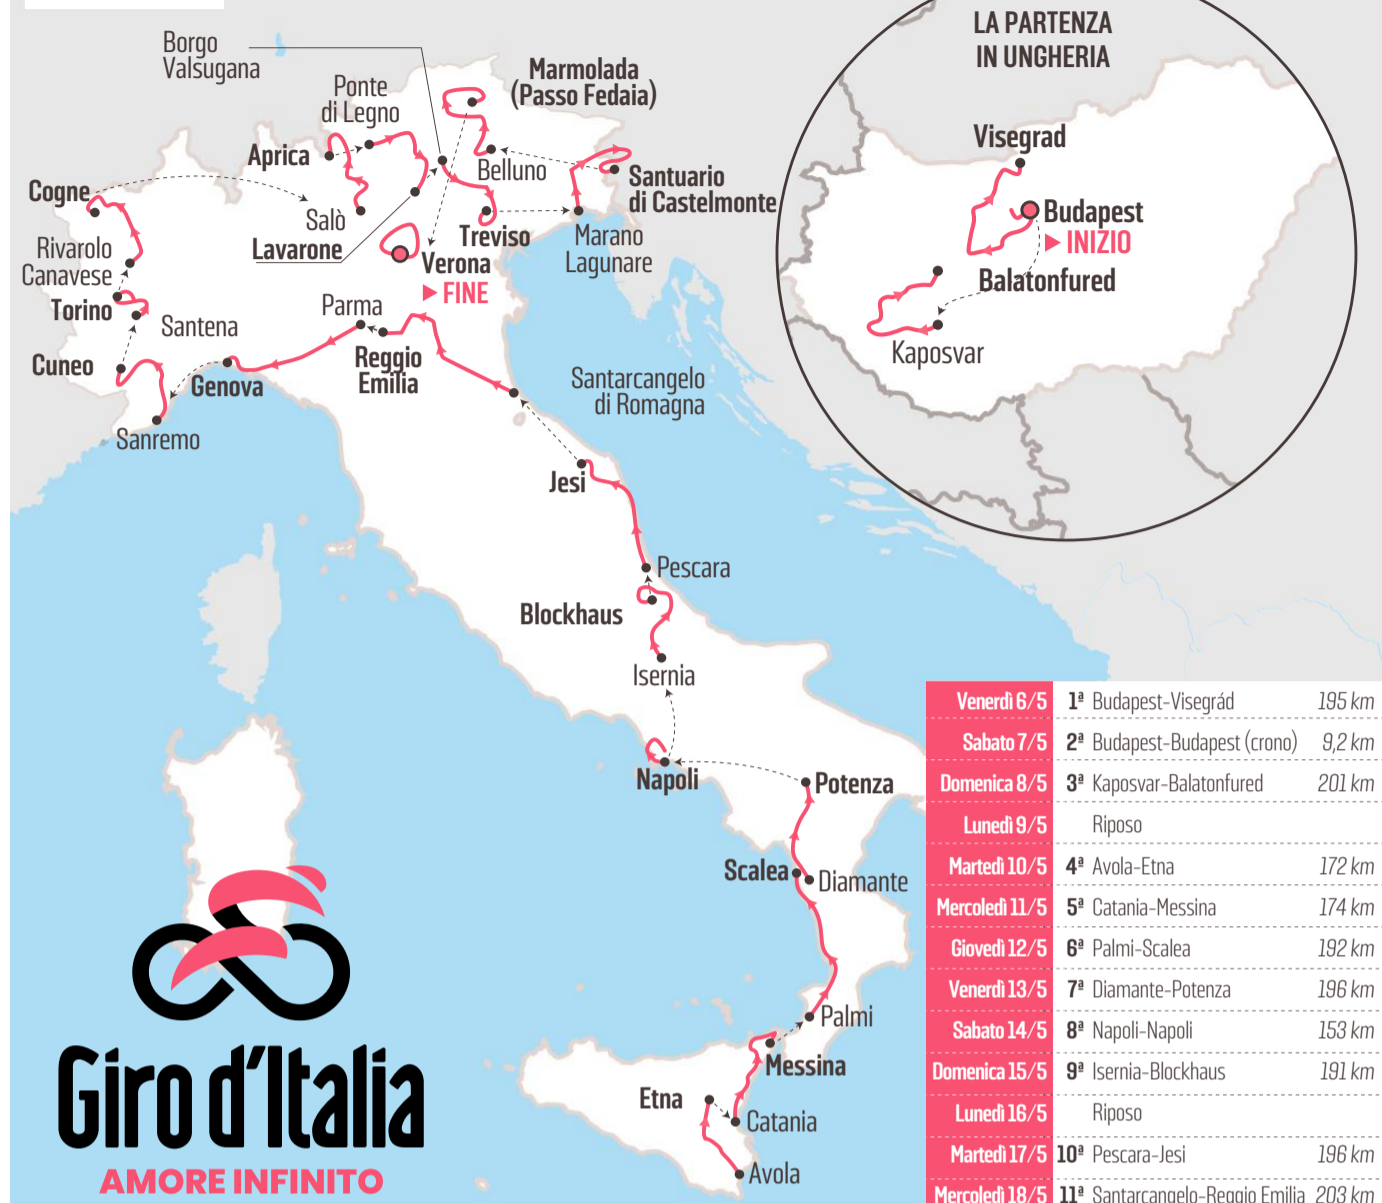 Borgo
Valsugana
Ponte
di Legno
Marmolada
(Passo Fedaia)
Aprica
Belluno
Santuario
di Castelmonte
Cogne
Salò
Lavarone
Treviso
Marano
Lagunare
Rivarolo
Canavese
Verona
▶ FINE
Torino
Santena
Parma
Cuneo
Genova
Reggio
Emilia
Sanremo
Santarcangelo
di Romagna
Jesi
Pescara
Blockhaus
Isernia
Napoli
Potenza
Scalea
Diamante
Palmi
Messina
Etna
Catania
Avola
LA PARTENZA
IN UNGHERIA
Visegrad
Budapest
▶ INIZIO
Balatonfured
Kaposvar
Venerdì 6/5 1ª Budapest-Visegrád 195 km
Sabato 7/5 2ª Budapest-Budapest (crono) 9,2 km
Domenica 8/5 3ª Kaposvar-Balatonfured 201 km
Lunedì 9/5 Riposo
Martedì 10/5 4ª Avola-Etna 172 km
Mercoledì 11/5 5ª Catania-Messina 174 km
Giovedì 12/5 6ª Palmi-Scalea 192 km
Venerdì 13/5 7ª Diamante-Potenza 196 km
Sabato 14/5 8ª Napoli-Napoli 153 km
Domenica 15/5 9ª Isernia-Blockhaus 191 km
Lunedì 16/5 Riposo
Martedì 17/5 10ª Pescara-Jesi 196 km
Mercoledì 18/5 11ª Santarcangelo-Reggio Emilia 203 km
Giro d'Italia
AMORE INFINITO